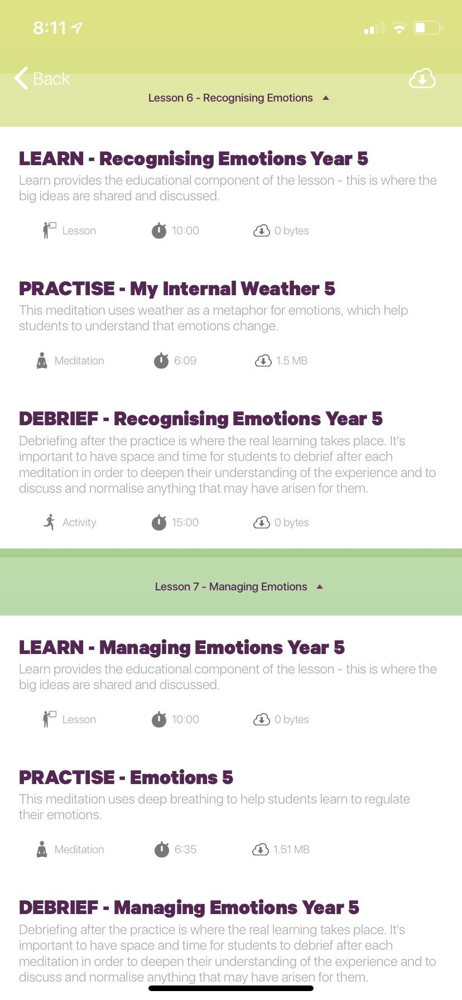 8:11
Back
Lesson 6 - Recognising Emotions
LEARN - Recognising Emotions Year 5
Learn provides the educational component of the lesson - this is where the
big ideas are shared and discussed.
Lesson 10:00 0 bytes
PRACTISE - My Internal Weather 5
This meditation uses weather as a metaphor for emotions, which help
students to understand that emotions change.
Meditation 6:09 1.5 MB
DEBRIEF - Recognising Emotions Year 5
Debriefing after the practice is where the real learning takes place. It's
important to have space and time for students to debrief after each
meditation in order to deepen their understanding of the experience and to
discuss and normalise anything that may have arisen for them.
Activity 15:00 0 bytes
Lesson 7 - Managing Emotions
LEARN - Managing Emotions Year 5
Learn provides the educational component of the lesson - this is where the
big ideas are shared and discussed.
Lesson 10:00 0 bytes
PRACTISE - Emotions 5
This meditation uses deep breathing to help students learn to regulate
their emotions.
Meditation 6:35 1.51 MB
DEBRIEF - Managing Emotions Year 5
Debriefing after the practice is where the real learning takes place. It's
important to have space and time for students to debrief after each
meditation in order to deepen their understanding of the experience and to
discuss and normalise anything that may have arisen for them.